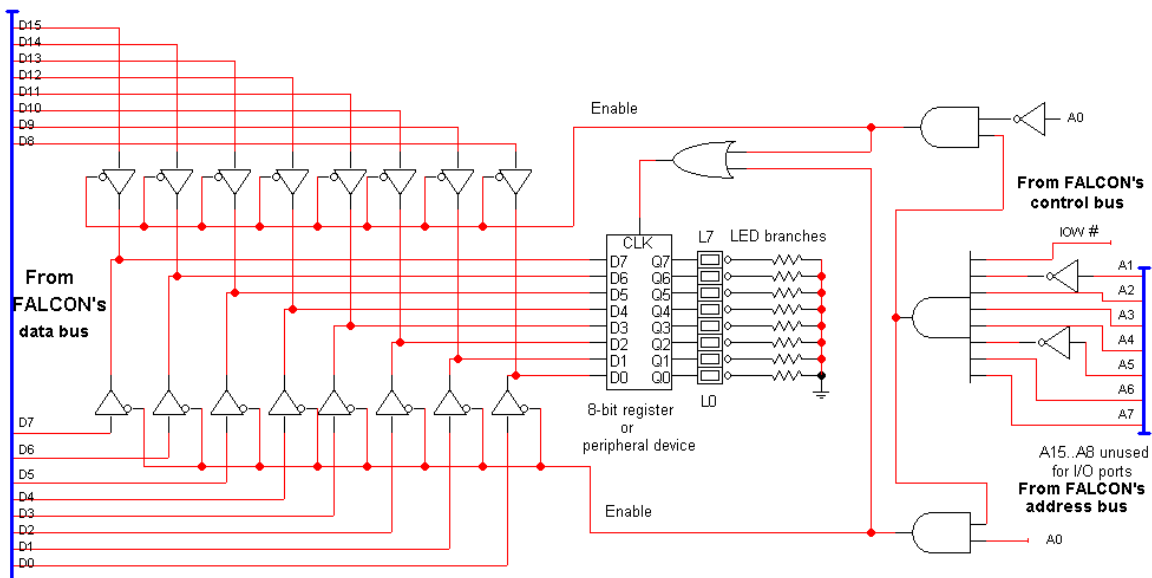 D15
D14
D13
D12
D11
D10
D9
D8
Enable
A0
From FALCON's
control bus
IOW #
CLK
L7
LED branches
D7 Q7
D6 Q6
D5 Q5
D4 Q4
D3 Q3
D2 Q2
D1 Q1
D0 Q0
L0
From
FALCON's
data bus
A1
A2
A3
A4
A5
A6
A7
8-bit register
or
peripheral device
D7
D6
D5
D4
D3
D2
D1
D0
A15..A8 unused
for I/O ports
From FALCON's
address bus
Enable
A0